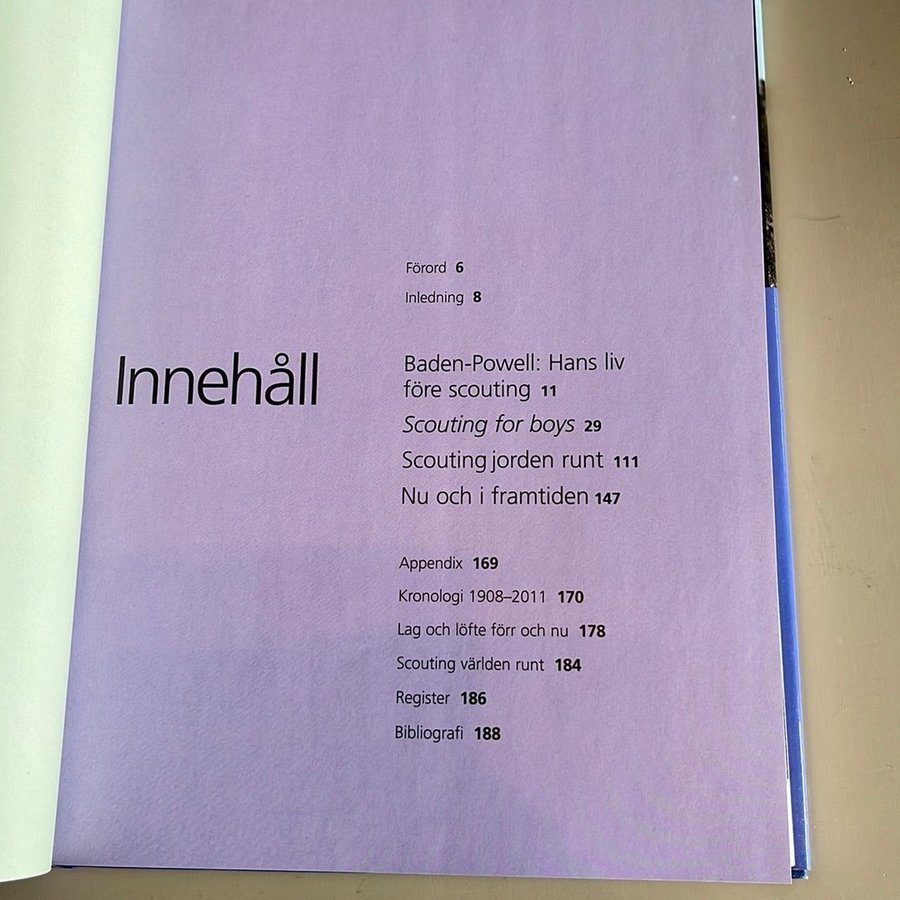 Innehåll
Förord 6
Inledning 8
Baden-Powell: Hans liv
före scouting 11
Scouting for boys 29
Scouting jorden runt 111
Nu och i framtiden 147
Appendix 169
Kronologi 1908–2011 170
Lag och löfte förr och nu 178
Scouting världen runt 184
Register 186
Bibliografi 188